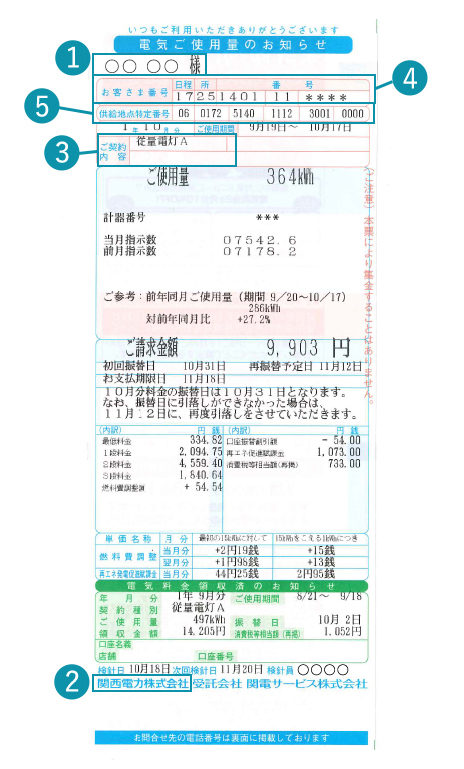 いつもご利用いただきありがとうございます
電気ご使用量のお知らせ
1
○○ ○○ 様
4
日程 所 番 号
お客さま番号 17251401 11 ****
5
供給地点特定番号 06 0172 5140 1112 3001 0000
1年10月分 ご使用期間 9月19日~ 10月17日
3
ご契約内容 従量電灯A
ご使用量 364kWh
計器番号 ***
当月指示数 07542.6
前月指示数 07178.2
ご参考:前年同月ご使用量 (期間 9/20~10/17)
286kWh
対前年同月比 +27.2%
(ご注意)本票により集金することはありません。
ご請求金額 9,903 円
初回振替日 10月31日 再振替予定日 11月12日
お支払期限日 11月18日
10月分料金の振替日は10月31日となります。
なお、振替日に引落しができなかった場合は、
11月12日に、再度引落しをさせていただきます。
(内訳) 円 銭 (内訳) 円 銭
最低料金 334.82 口座振替割引額 - 54.00
1段料金 2,094.75 再エネ促進賦課金 1,073.00
2段料金 4,559.40 消費税等相当額(再掲) 733.00
3段料金 1,840.64
燃料費調整額 + 54.54
単価名称 月分 最初の15kWhに対して 15kWhをこえる1kWhにつき
燃料費調整 当月分 +2円19銭 +15銭
翌月分 +1円98銭 +13銭
再エネ発電促進賦課金 当月分 44円25銭 2円95銭
電気料金領収済のお知らせ
年月分 1年 9月分 ご使用期間 8/21~ 9/18
契約種別 従量電灯A
ご使用量 497kWh 振替日 10月 2日
領収金額 14,205円 消費税等相当額(再掲) 1,052円
口座名義
店舗 口座番号
検針日 10月18日 次回検針日 11月20日 検針員 ○○○○
2
関西電力株式会社 受託会社 関電サービス株式会社
お問合せ先の電話番号は裏面に掲載しております